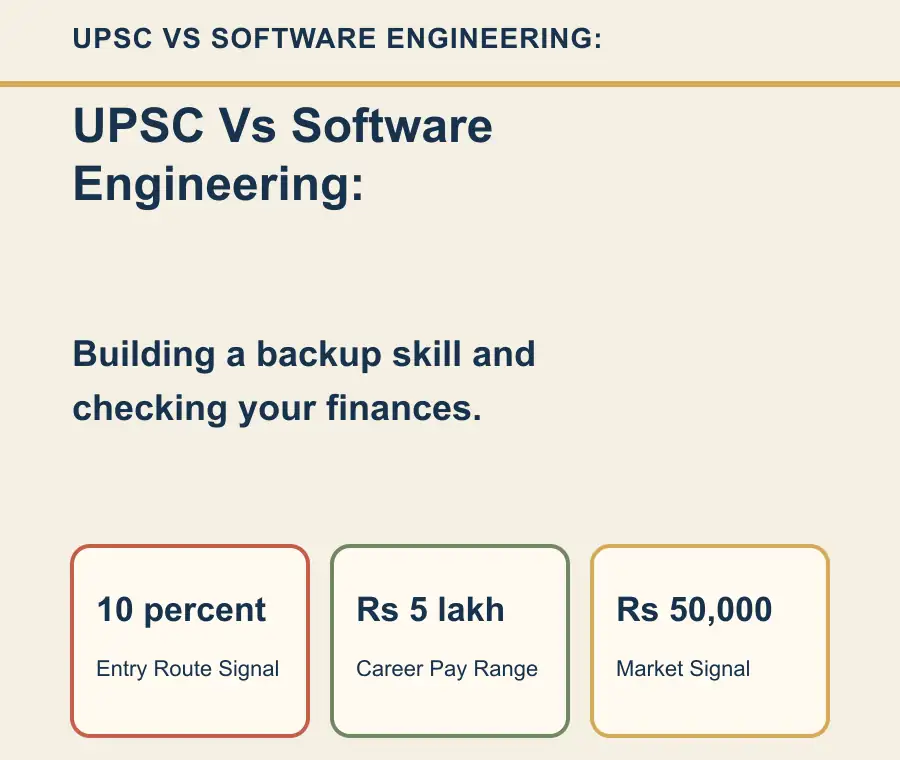 UPSC VS SOFTWARE ENGINEERING:
UPSC Vs Software
Engineering:
Building a backup skill and
checking your finances.
10 percent
Entry Route Signal
Rs 5 lakh
Career Pay Range
Rs 50,000
Market Signal